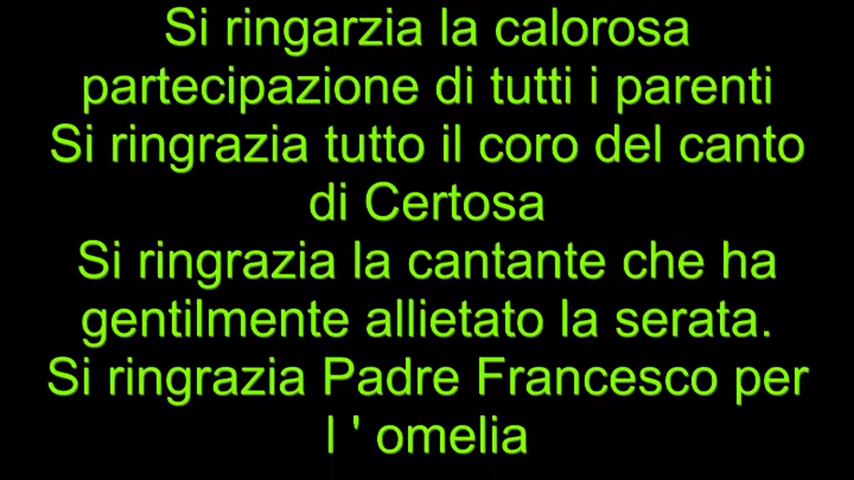 Si ringarzia la calorosa
partecipazione di tutti i parenti
Si ringrazia tutto il coro del canto
di Certosa
Si ringrazia la cantante che ha
gentilmente allietato la serata.
Si ringrazia Padre Francesco per
l ' omelia